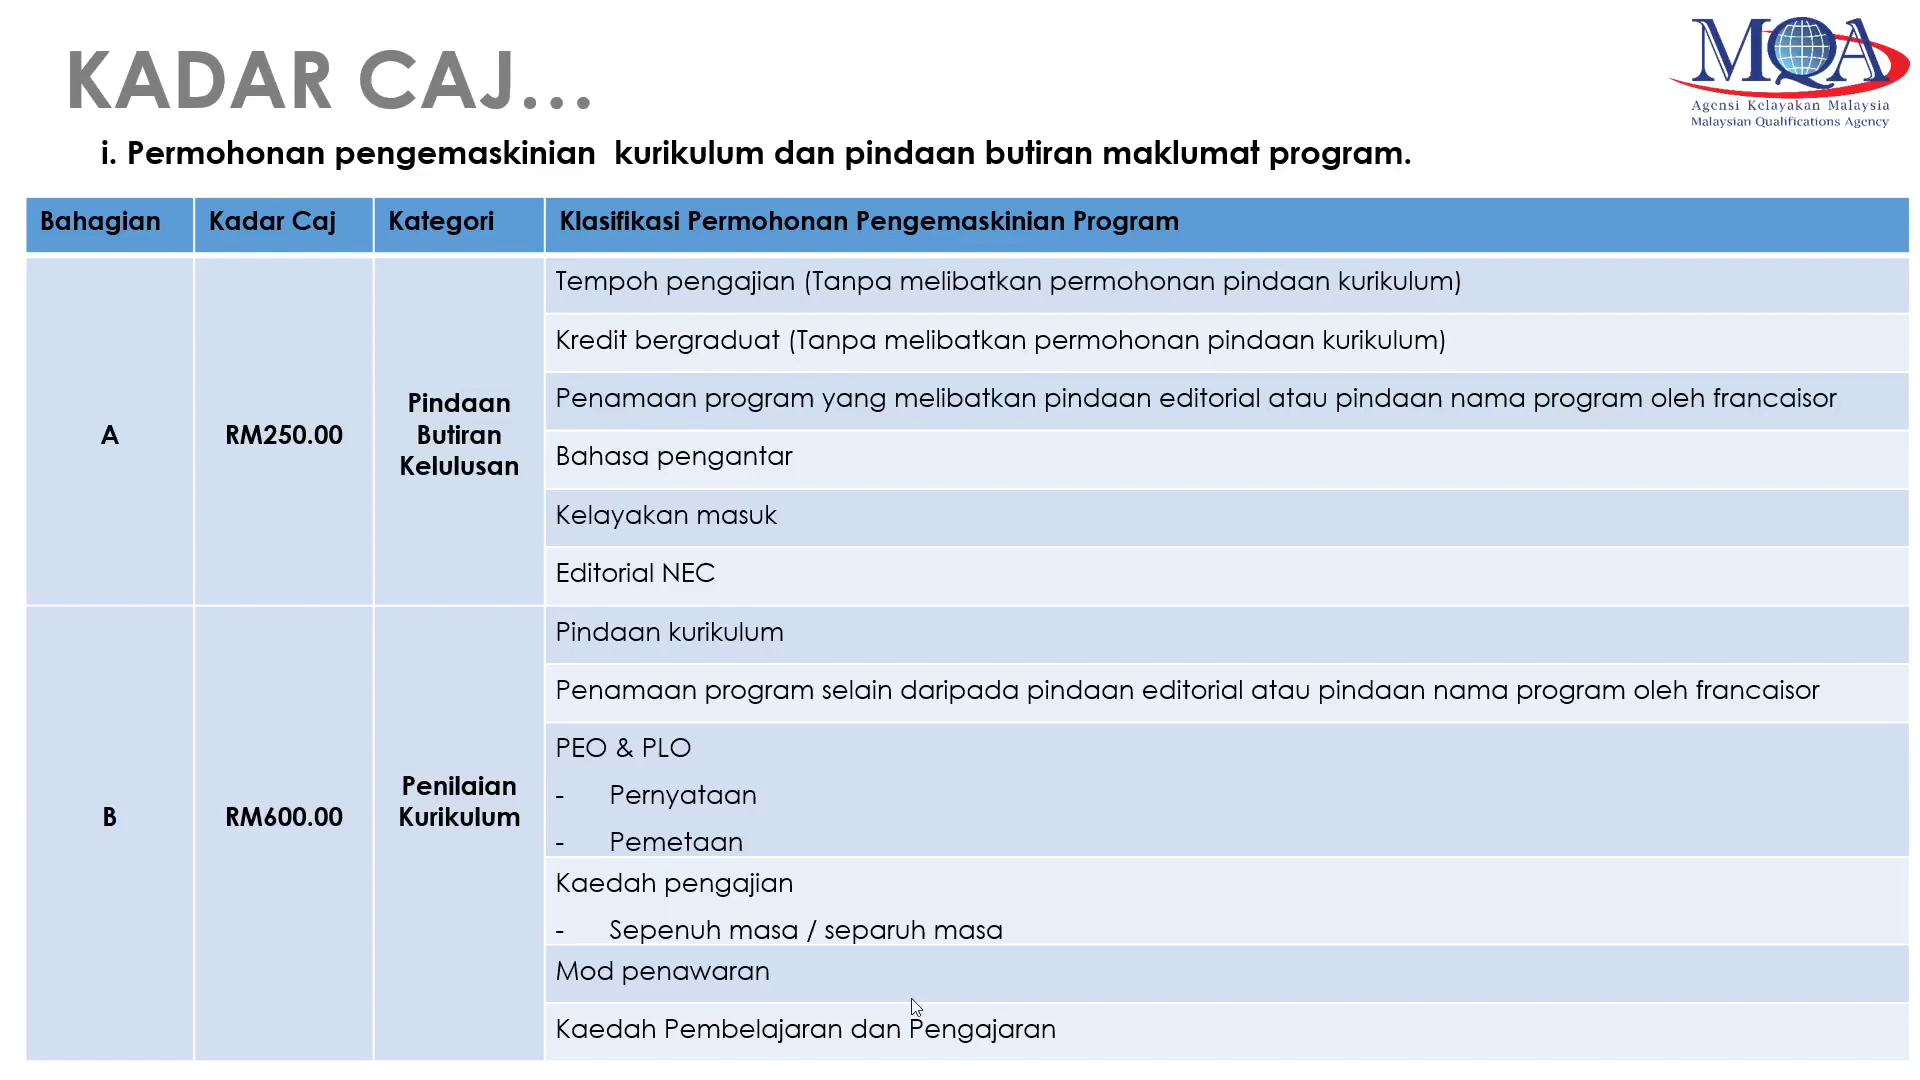 KADAR CAJ...
MQA
Agensi Kelayakan Malaysia
Malaysian Qualifications Agency
i. Permohonan pengemaskinian kurikulum dan pindaan butiran maklumat program.
Bahagian Kadar Caj Kategori Klasifikasi Permohonan Pengemaskinian Program
A RM250.00
Pindaan
Butiran
Kelulusan
Tempoh pengajian (Tanpa melibatkan permohonan pindaan kurikulum)
Kredit bergraduat (Tanpa melibatkan permohonan pindaan kurikulum)
Penamaan program yang melibatkan pindaan editorial atau pindaan nama program oleh francaisor
Bahasa pengantar
Kelayakan masuk
Editorial NEC
B RM600.00
Penilaian
Kurikulum
Pindaan kurikulum
Penamaan program selain daripada pindaan editorial atau pindaan nama program oleh francaisor
PEO & PLO
- Pernyataan
- Pemetaan
Kaedah pengajian
- Sepenuh masa / separuh masa
Mod penawaran
Kaedah Pembelajaran dan Pengajaran